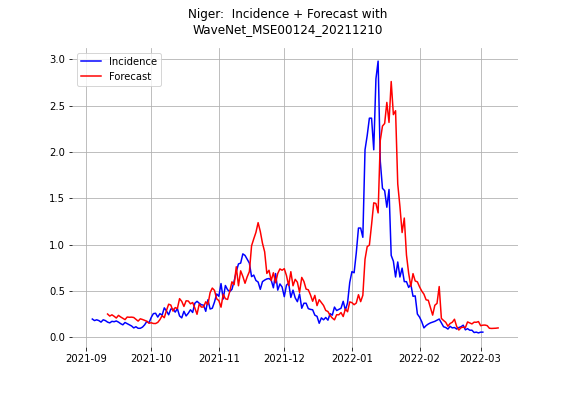 Niger:  Incidence + Forecast with
WaveNet_MSE00124_20211210
Incidence
Forecast
3.0
2.5
2.0
1.5
1.0
0.5
0.0
2021-09 2021-10 2021-11 2021-12 2022-01 2022-02 2022-03